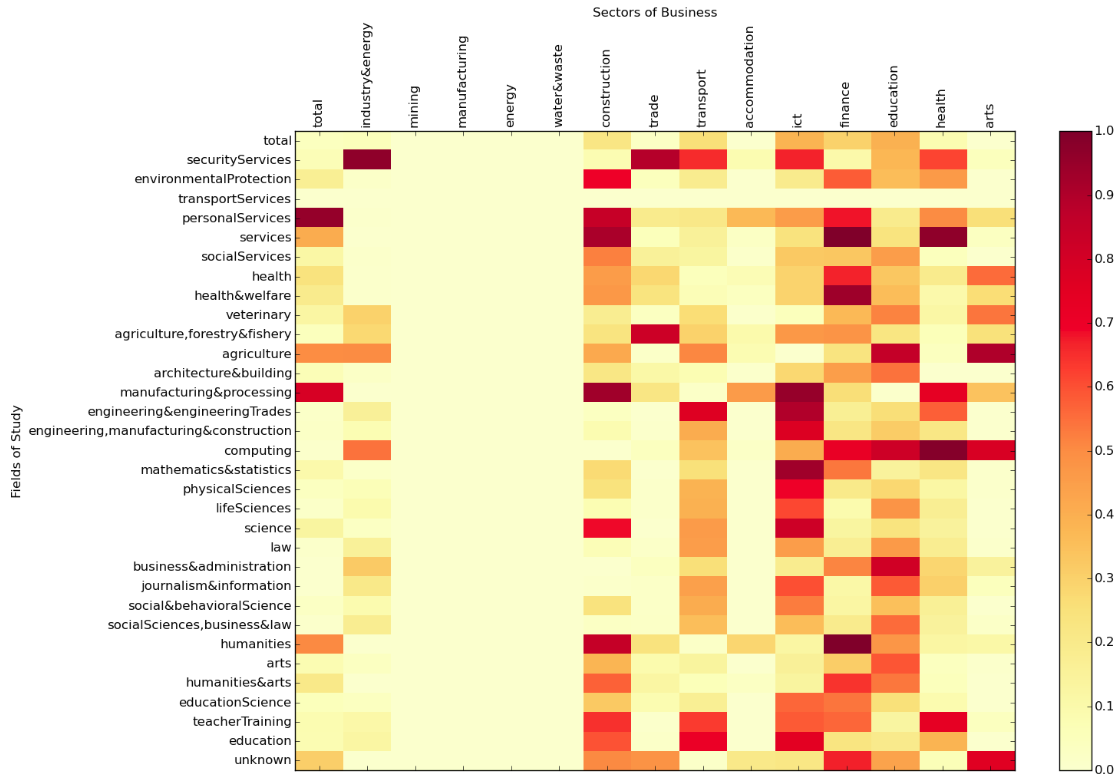 Sectors of Business
total
industry&energy
mining
manufacturing
energy
water&waste
construction
trade
transport
accommodation
ict
finance
education
health
arts
Fields of Study
total
securityServices
environmentalProtection
transportServices
personalServices
services
socialServices
health
health&welfare
veterinary
agriculture,forestry&fishery
agriculture
architecture&building
manufacturing&processing
engineering&engineeringTrades
engineering,manufacturing&construction
computing
mathematics&statistics
physicalSciences
lifeSciences
science
law
business&administration
journalism&information
social&behavioralScience
socialSciences,business&law
humanities
arts
humanities&arts
educationScience
teacherTraining
education
unknown
1.0
0.9
0.8
0.7
0.6
0.5
0.4
0.3
0.2
0.1
0.0